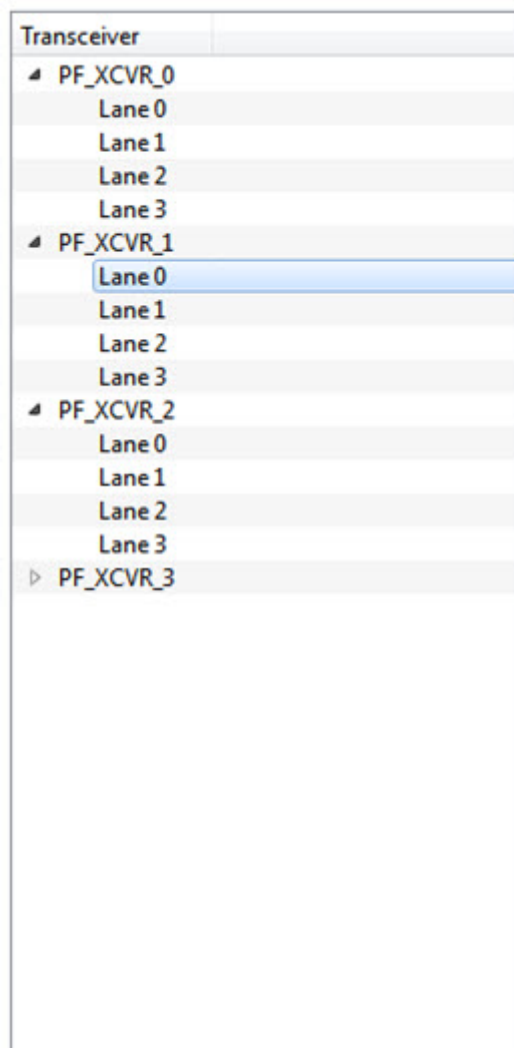 Transceiver
PF_XCVR_0
Lane 0
Lane 1
Lane 2
Lane 3
PF_XCVR_1
Lane 0
Lane 1
Lane 2
Lane 3
PF_XCVR_2
Lane 0
Lane 1
Lane 2
Lane 3
PF_XCVR_3